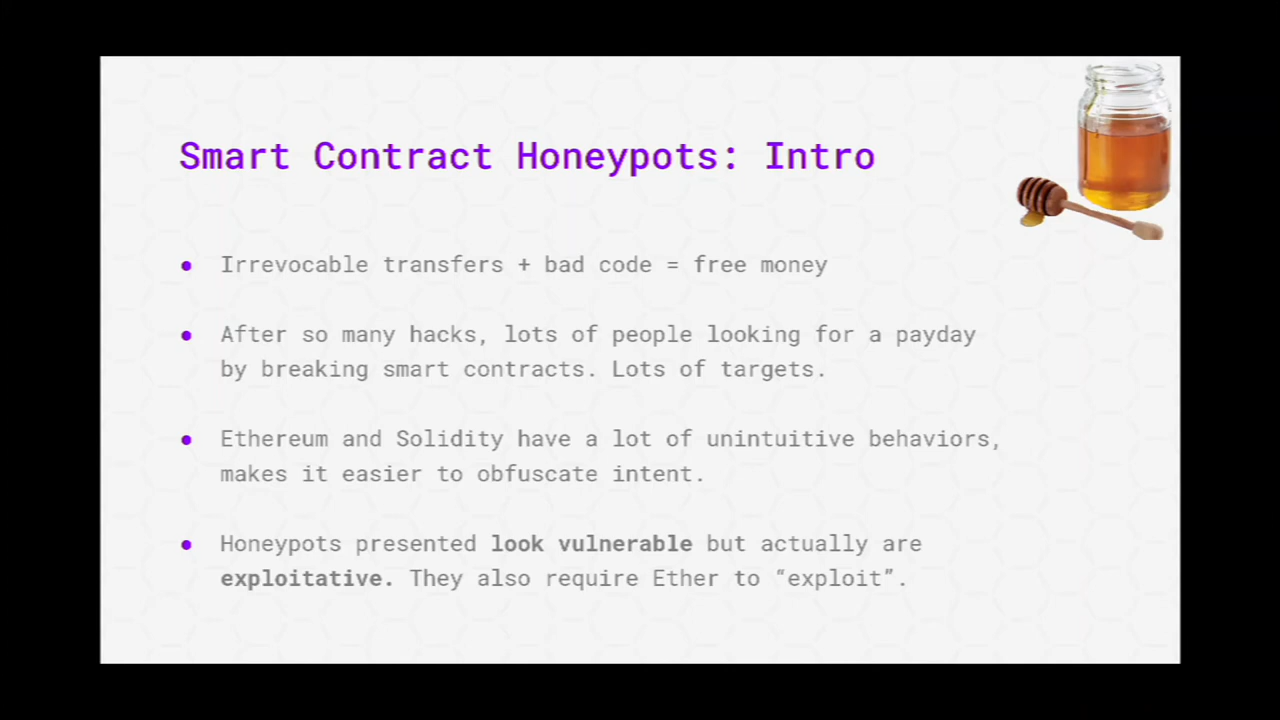 Smart Contract Honeypots: Intro
● Irrevocable transfers + bad code = free money
● After so many hacks, lots of people looking for a payday
by breaking smart contracts. Lots of targets.
● Ethereum and Solidity have a lot of unintuitive behaviors,
makes it easier to obfuscate intent.
● Honeypots presented look vulnerable but actually are
exploitative. They also require Ether to “exploit”.